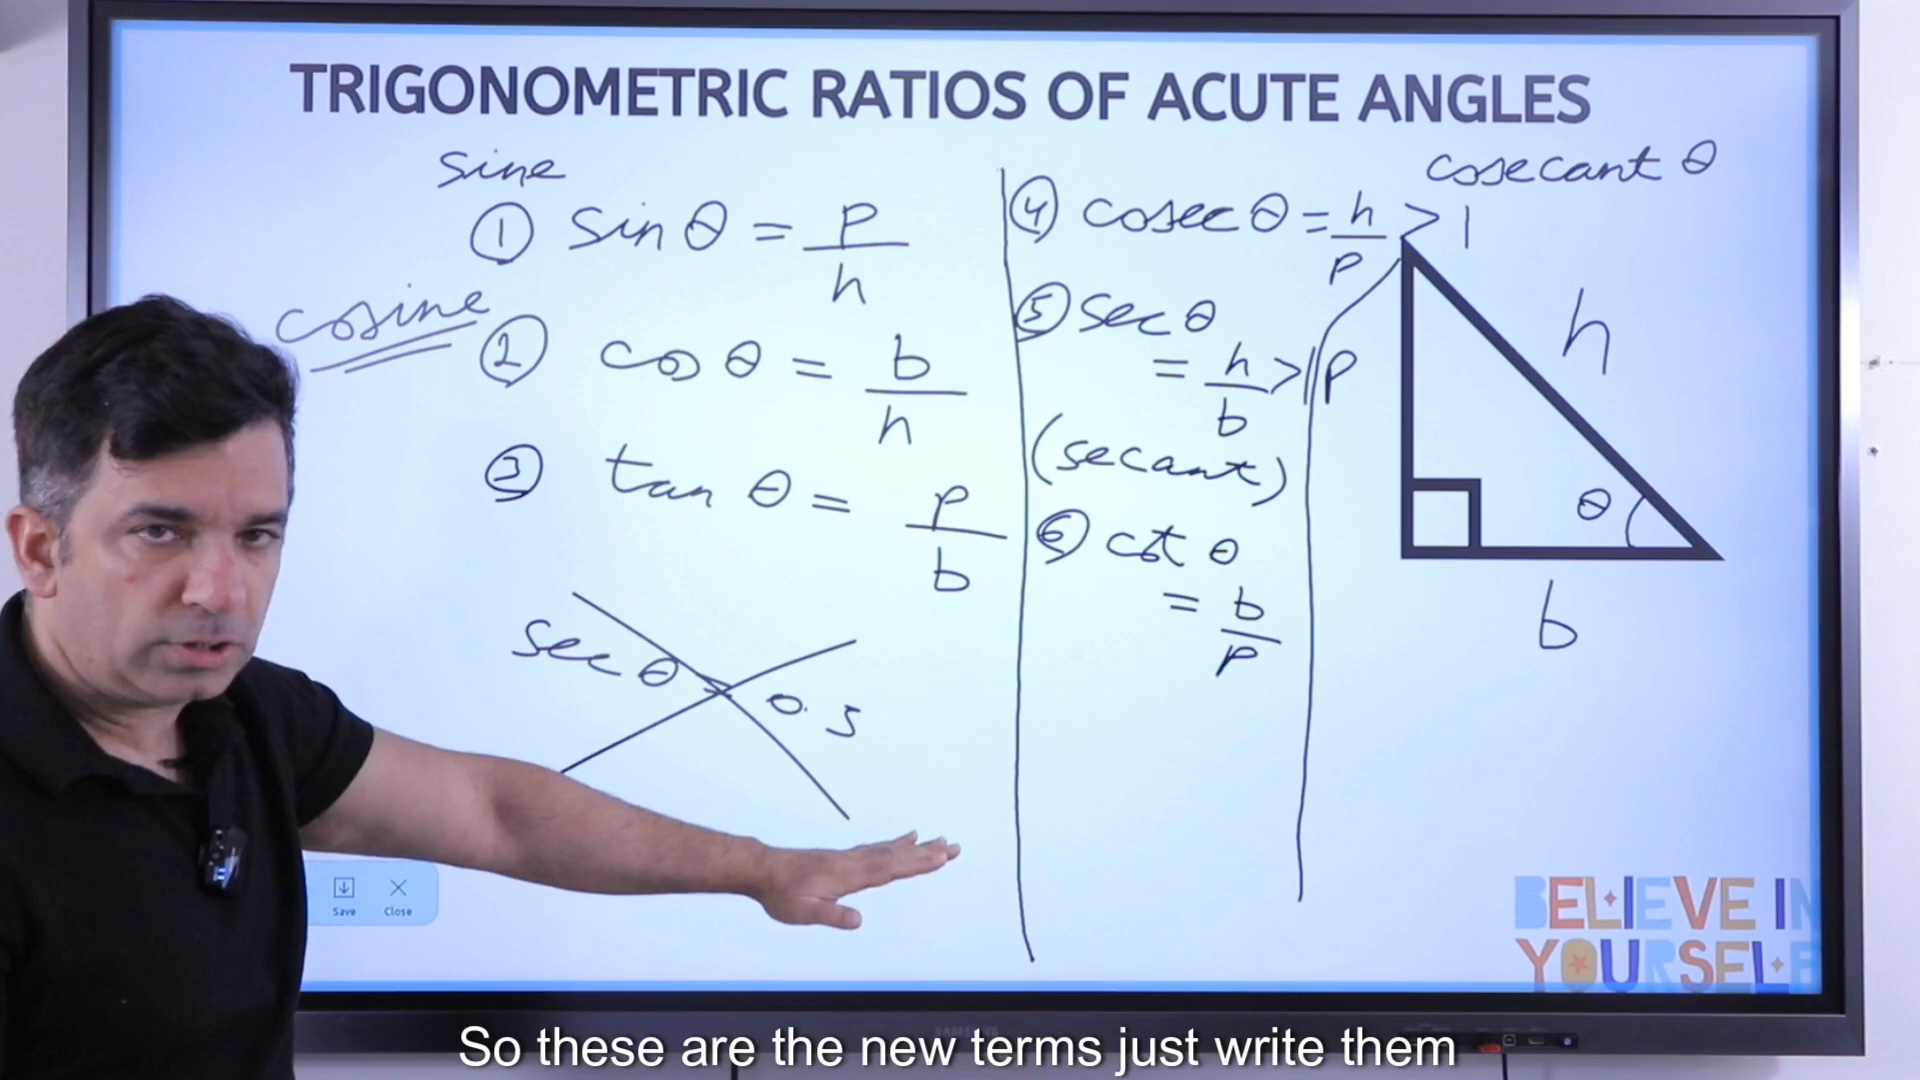 TRIGONOMETRIC RATIOS OF ACUTE ANGLES
sine
① sin θ = p/h
cosine
② cos θ = b/h
③ tan θ = p/b
sec θ = 0.5
cosecant θ
④ cosec θ = h/p > 1
⑤ sec θ
= h/b > 1
(secant)
⑥ cot θ
= b/p
h
P
θ
b
Save
Close
BELIEVE IN
YOURSELF
SAMSUNG
So these are the new terms just write them